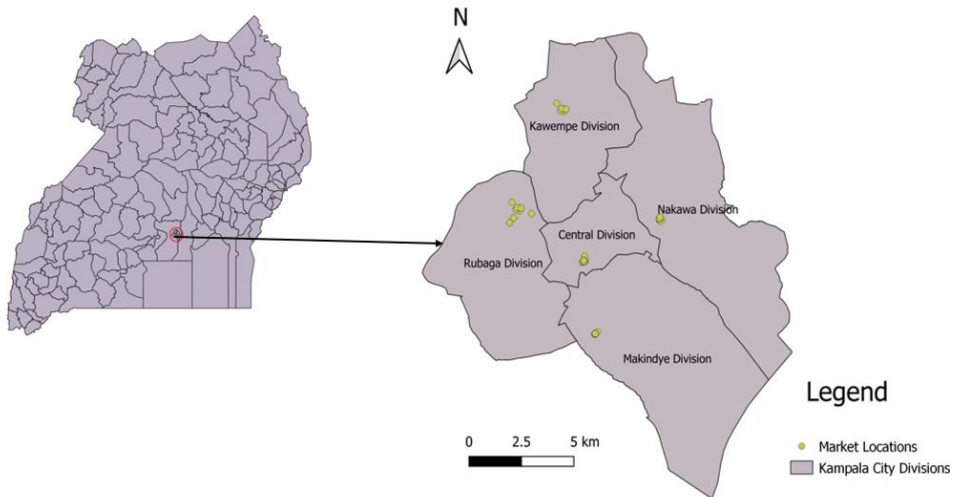 N
Kawempe Division
Nakawa Division
Central Division
Rubaga Division
Makindye Division
Legend
0 2.5 5 km
Market Locations
Kampala City Divisions